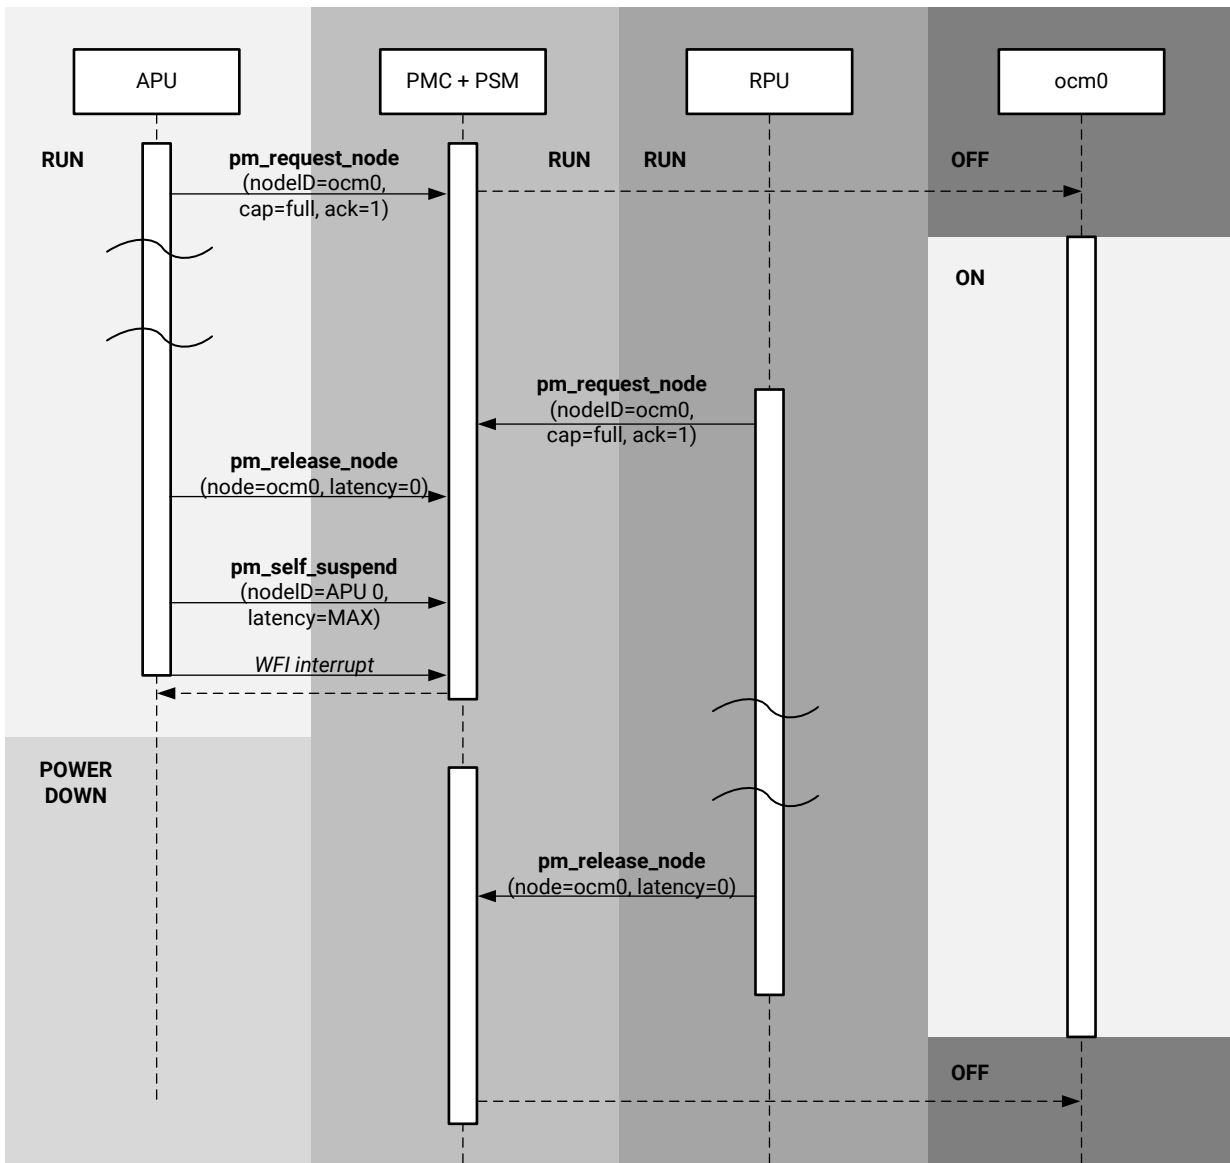 APU
PMC + PSM
RPU
ocm0
RUN
pm_request_node
(nodeID=ocm0,
cap=full, ack=1)
RUN
RUN
OFF
ON
pm_request_node
(nodeID=ocm0,
cap=full, ack=1)
pm_release_node
(node=ocm0, latency=0)
pm_self_suspend
(nodeID=APU 0,
latency=MAX)
WFI interrupt
POWER
DOWN
pm_release_node
(node=ocm0, latency=0)
OFF